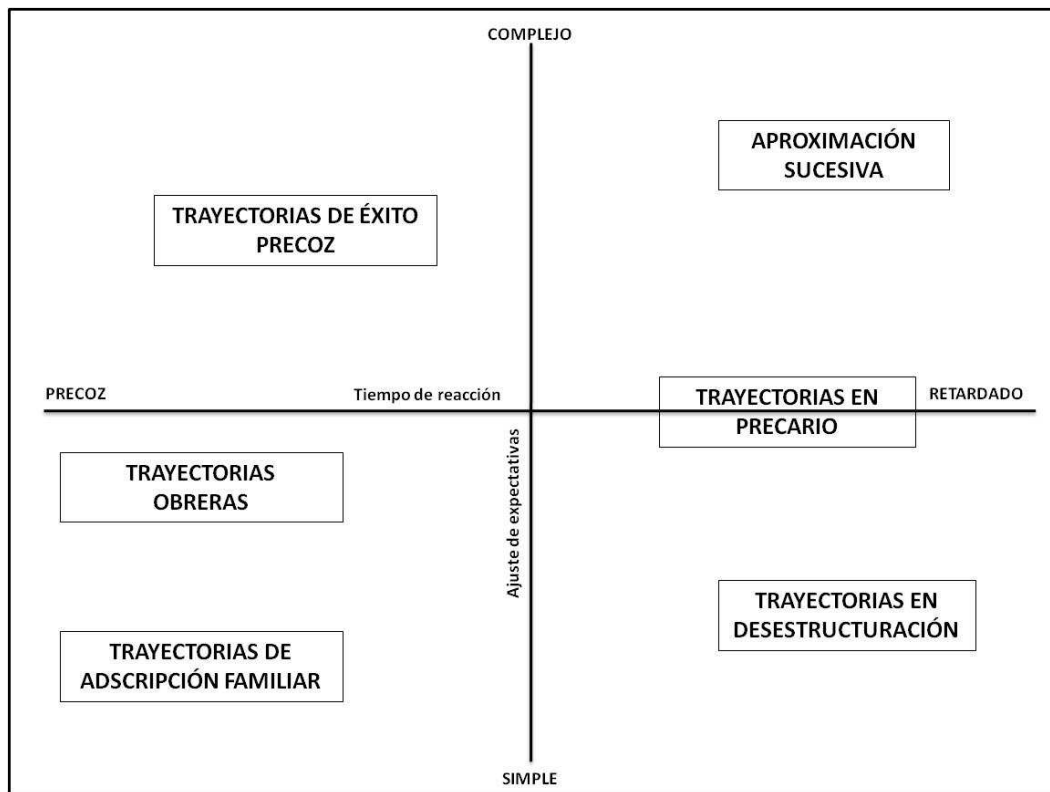 COMPLEJO
APROXIMACIÓN
SUCESIVA
TRAYECTORIAS DE ÉXITO
PRECOZ
PRECOZ
Tiempo de reacción
TRAYECTORIAS EN
PRECARIO
RETARDADO
Ajuste de expectativas
TRAYECTORIAS
OBRERAS
TRAYECTORIAS EN
DESESTRUCTURACIÓN
TRAYECTORIAS DE
ADSCRIPCIÓN FAMILIAR
SIMPLE